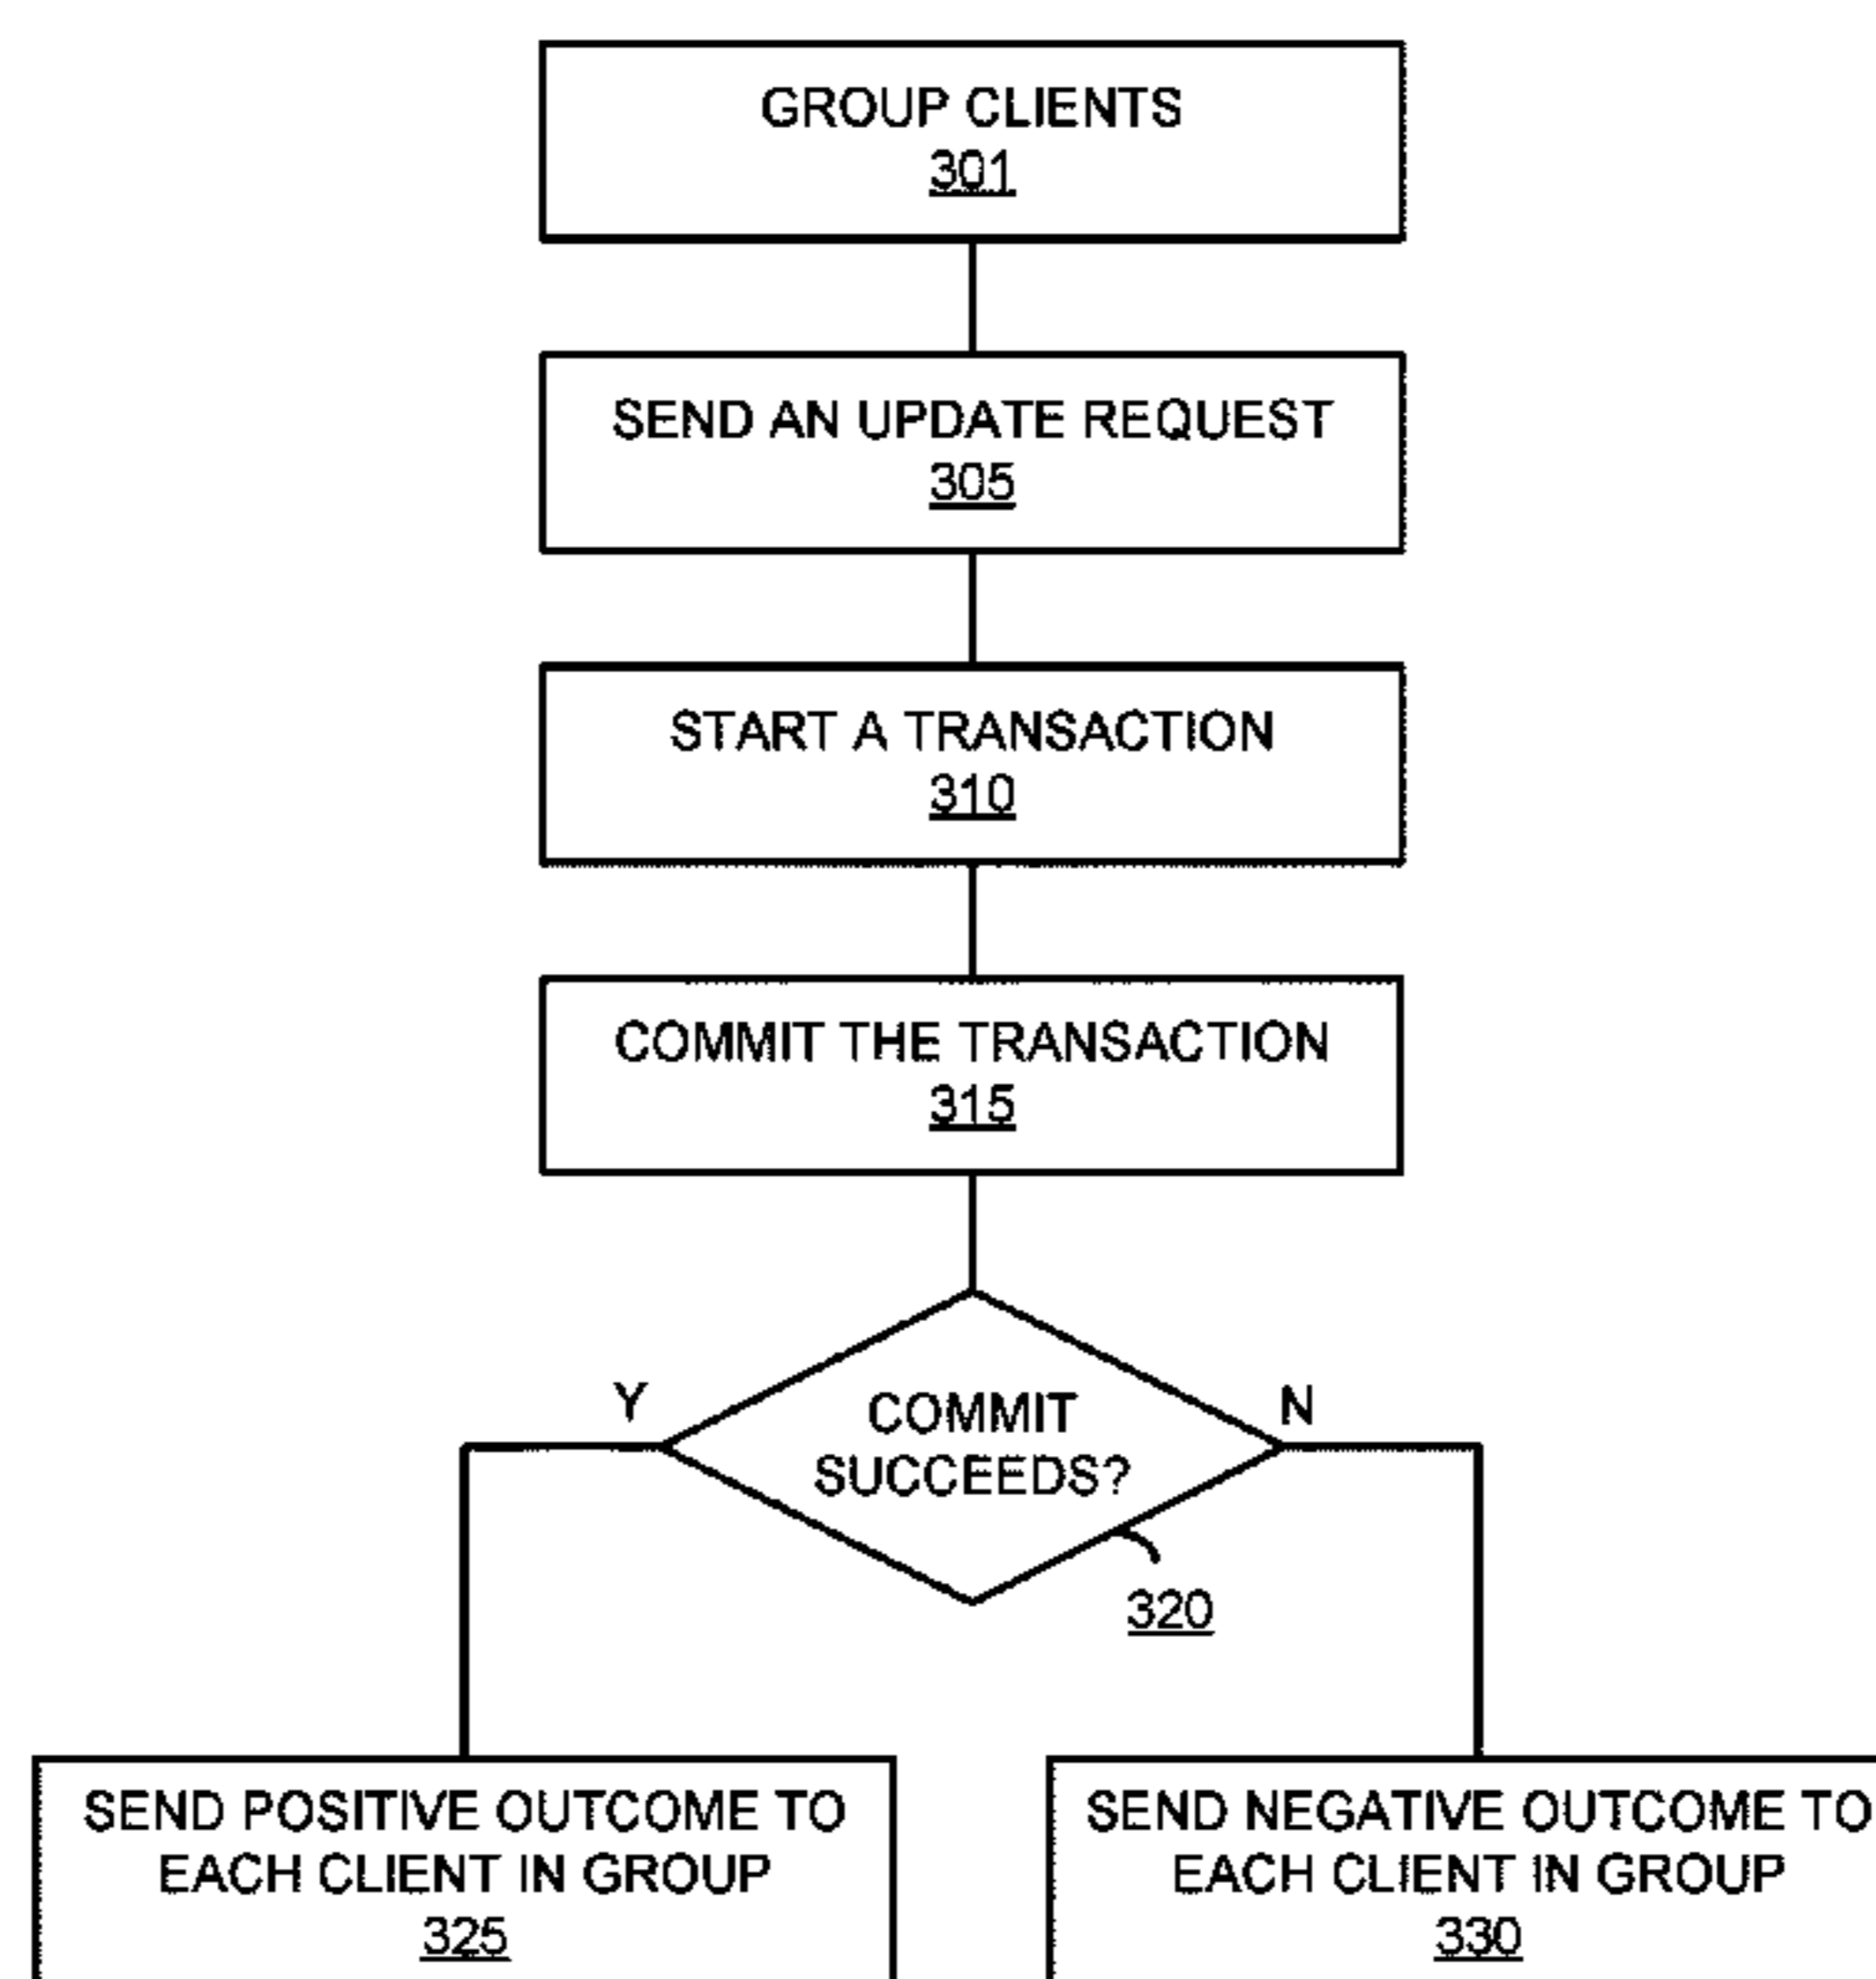 GROUP CLIENTS
301
SEND AN UPDATE REQUEST
305
START A TRANSACTION
310
COMMIT THE TRANSACTION
315
Y
N
COMMIT
SUCCEEDS?
320
SEND POSITIVE OUTCOME TO
EACH CLIENT IN GROUP
325
SEND NEGATIVE OUTCOME TO
EACH CLIENT IN GROUP
330